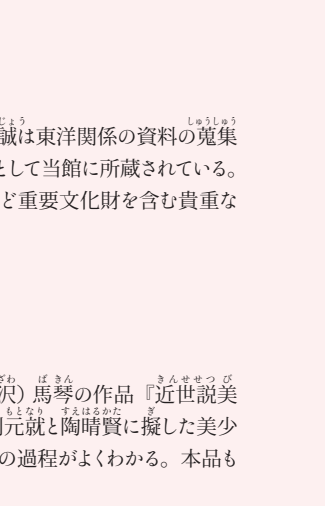 誠は東洋関係の資料の蒐集
として当館に所蔵されている。
ど重要文化財を含む貴重な
沢）馬琴の作品『近世説美
元就と陶晴賢に擬した美少
の過程がよくわかる。本品も